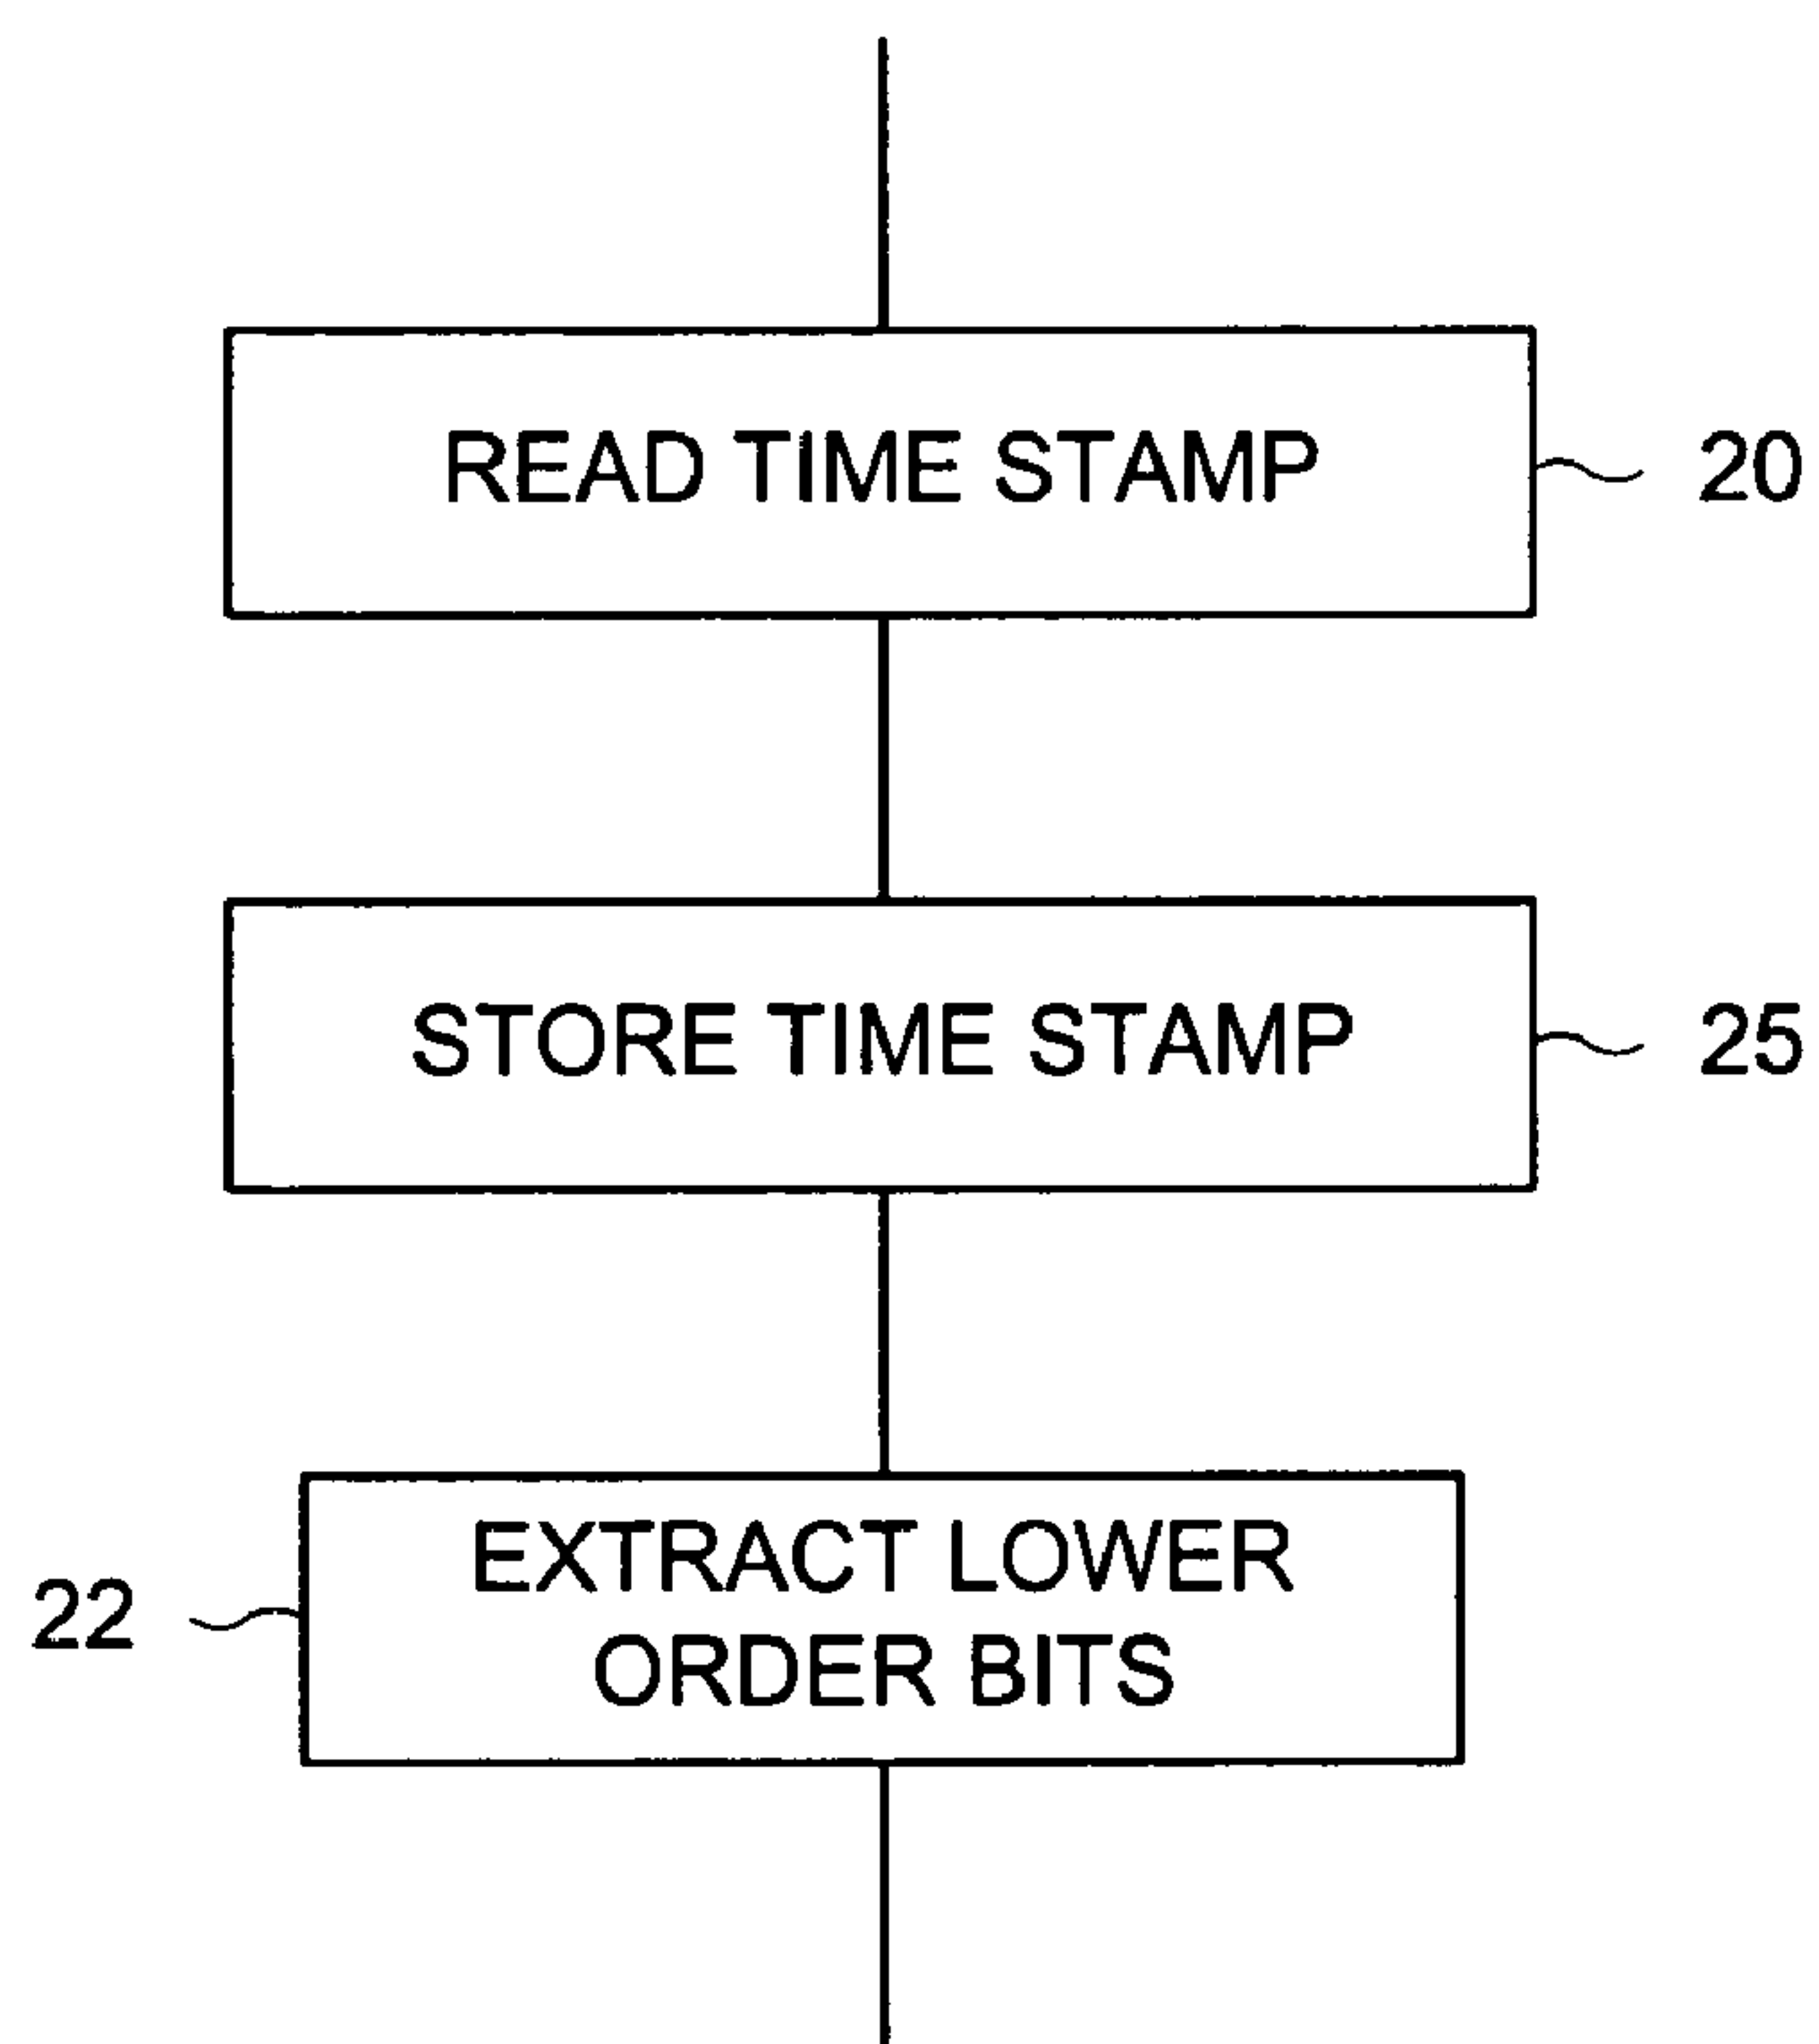 READ TIME STAMP
20
STORE TIME STAMP
25
EXTRACT LOWER
ORDER BITS
22